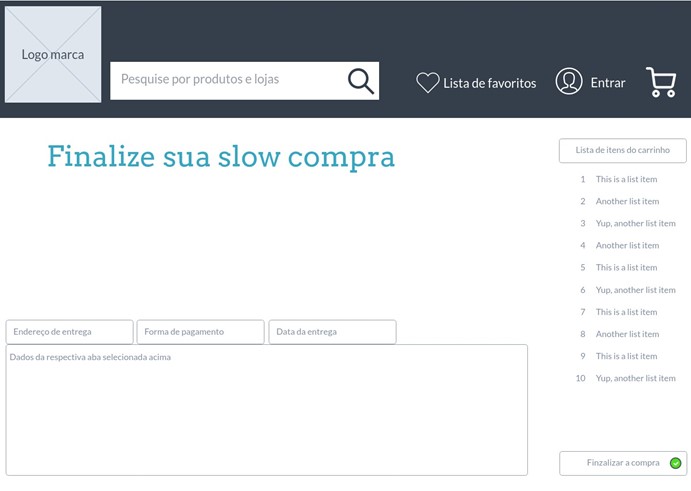 Logo marca
Pesquise por produtos e lojas
Lista de favoritos
Entrar
Finalize sua slow compra
Lista de itens do carrinho
1 This is a list item
2 Another list item
3 Yup, another list item
4 Another list item
5 This is a list item
6 Yup, another list item
7 This is a list item
8 Another list item
9 This is a list item
10 Yup, another list item
Endereço de entrega
Forma de pagamento
Data da entrega
Dados da respectiva aba selecionada acima
Finzalizar a compra